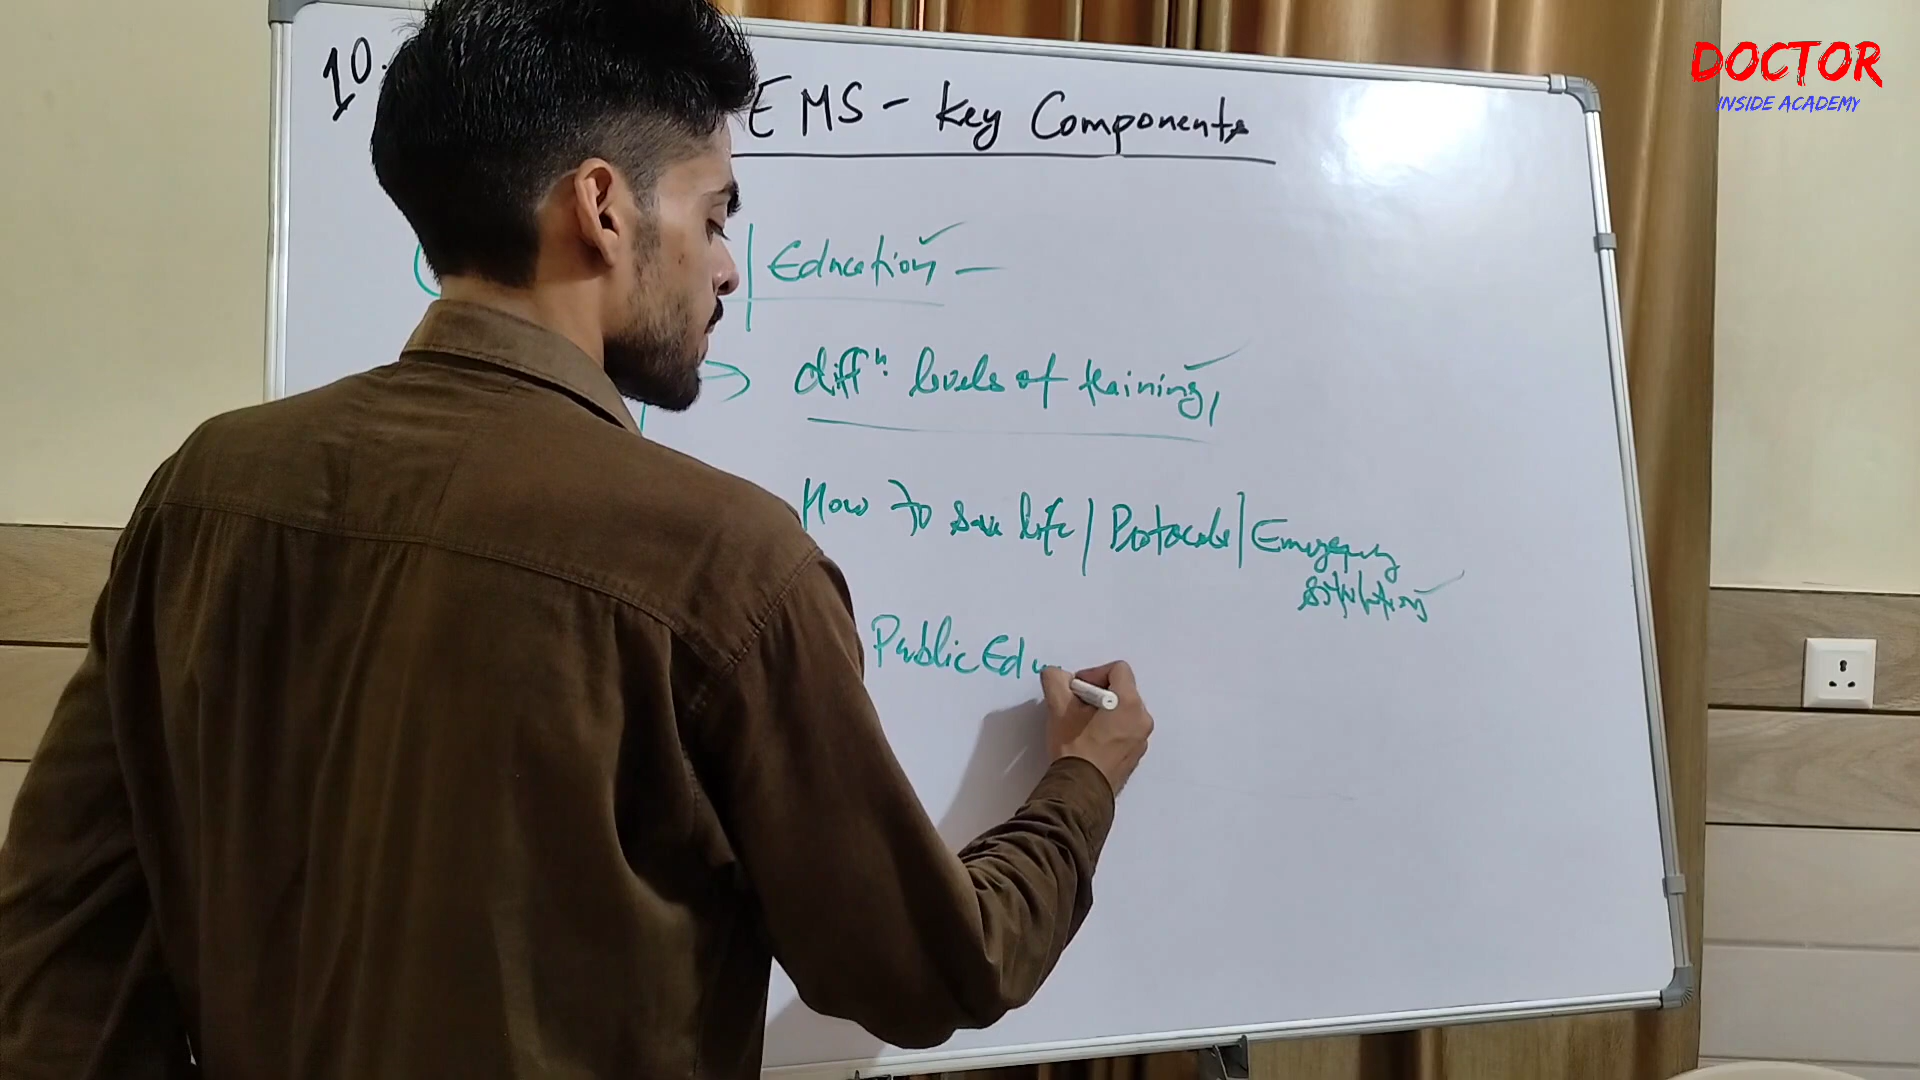 DOCTOR
INSIDE ACADEMY
10.
EMS - Key Components
| Education -
→ diffn. levels of training,
How to save life | Protocols | Emergency
situation
Public Edu